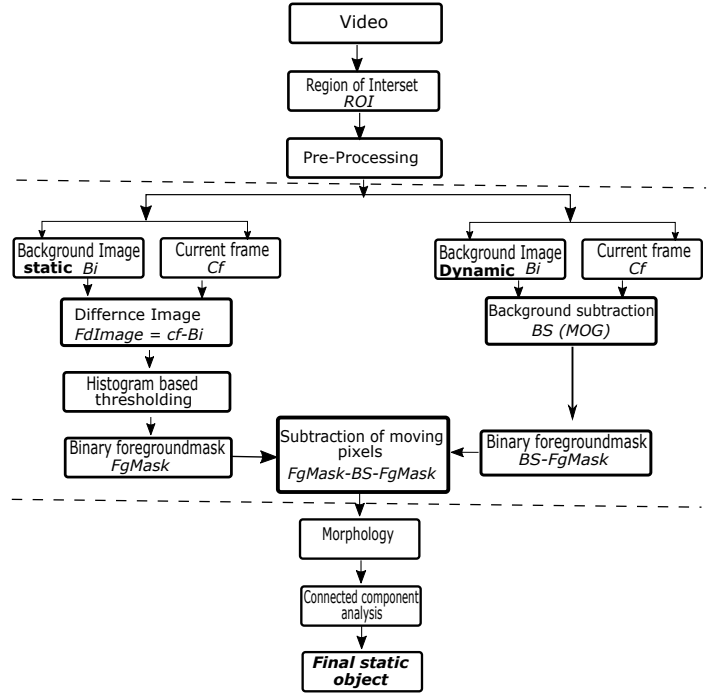 Video
Region of Interset
ROI
Pre-Processing
Background Image
static Bi
Current frame
Cf
Background Image
Dynamic Bi
Current frame
Cf
Differnce Image
FdImage = cf-Bi
Background subtraction
BS (MOG)
Histogram based
thresholding
Binary foregroundmask
FgMask
Subtraction of moving
pixels
FgMask-BS-FgMask
Binary foregroundmask
BS-FgMask
Morphology
Connected component
analysis
Final static
object